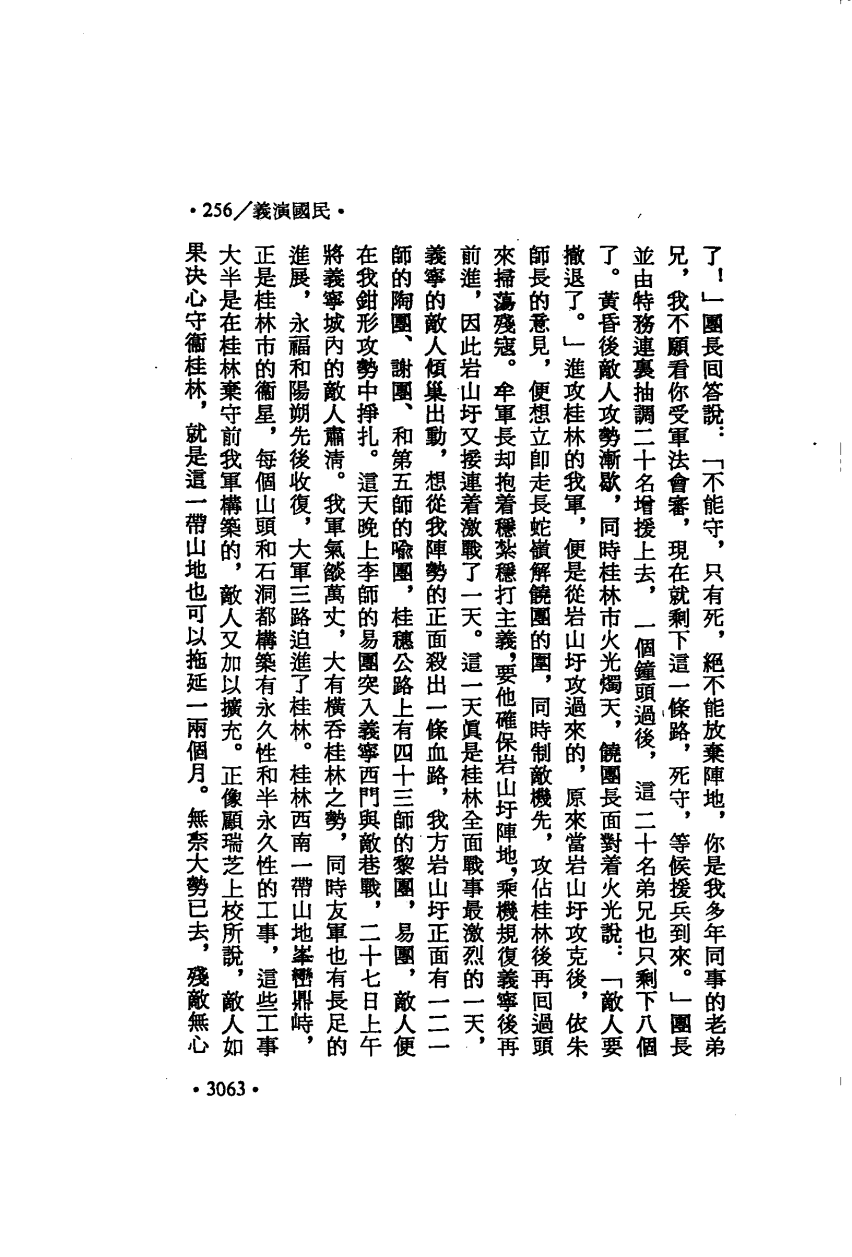 •256/義演國民•
了！」團長回答說：「不能守，只有死，絕不能放棄陣地，你是我多年同事的老弟
兄，我不願看你受軍法會審，現在就剩下這一條路，死守，等候援兵到來。」團長
並由特務連裏抽調二十名增援上去，一個鐘頭過後，這二十名弟兄也只剩下八個
了。黃昏後敵人攻勢漸歇，同時桂林市火光燭天，饒團長面對着火光說：「敵人要
撤退了。」進攻桂林的我軍，便是從岩山圩攻過來的，原來當岩山圩攻克後，依朱
師長的意見，便想立卽走長蛇嶺解饒團的圍，同時制敵機先，攻佔桂林後再囘過頭
來掃蕩殘寇。牟軍長却抱着穩紮穩打主義，要他確保岩山圩陣地，乘機規復義寧後再
前進，因此岩山圩又接連着激戰了一天。這一天眞是桂林全面戰事最激烈的一天，
義寧的敵人傾巢出動，想從我陣勢的正面殺出一條血路，我方岩山圩正面有一二一
師的陶團、謝團、和第五師的喩團，桂穗公路上有四十三師的黎團，易團，敵人便
在我鉗形攻勢中掙扎。這天晚上李師的易團突入義寧西門與敵巷戰，二十七日上午
將義寧城內的敵人肅清。我軍氣燄萬丈，大有橫吞桂林之勢，同時友軍也有長足的
進展，永福和陽朔先後收復，大軍三路迫進了桂林。桂林西南一帶山地峯巒鼎峙，
正是桂林市的衞星，每個山頭和石洞都構築有永久性和半永久性的工事，這些工事
大半是在桂林棄守前我軍構築的，敵人又加以擴充。正像顧瑞芝上校所說，敵人如
果決心守衞桂林，就是這一帶山地也可以拖延一兩個月。無奈大勢已去，殘敵無心
•3063•